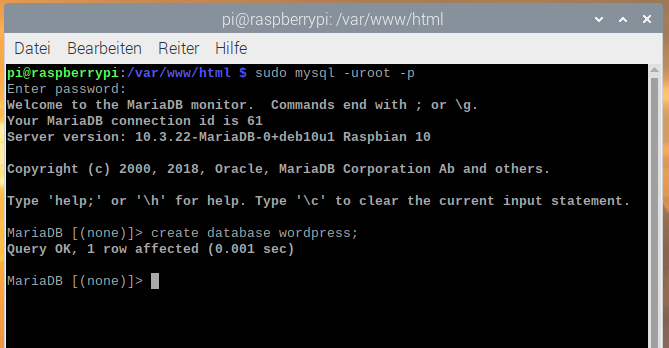 pi@raspberrypi: /var/www/html
Datei Bearbeiten Reiter Hilfe
pi@raspberrypi:/var/www/html $ sudo mysql -uroot -p
Enter password:
Welcome to the MariaDB monitor.  Commands end with ; or \g.
Your MariaDB connection id is 61
Server version: 10.3.22-MariaDB-0+deb10u1 Raspbian 10
Copyright (c) 2000, 2018, Oracle, MariaDB Corporation Ab and others.
Type 'help;' or '\h' for help. Type '\c' to clear the current input statement.
MariaDB [(none)]> create database wordpress;
Query OK, 1 row affected (0.001 sec)
MariaDB [(none)]>